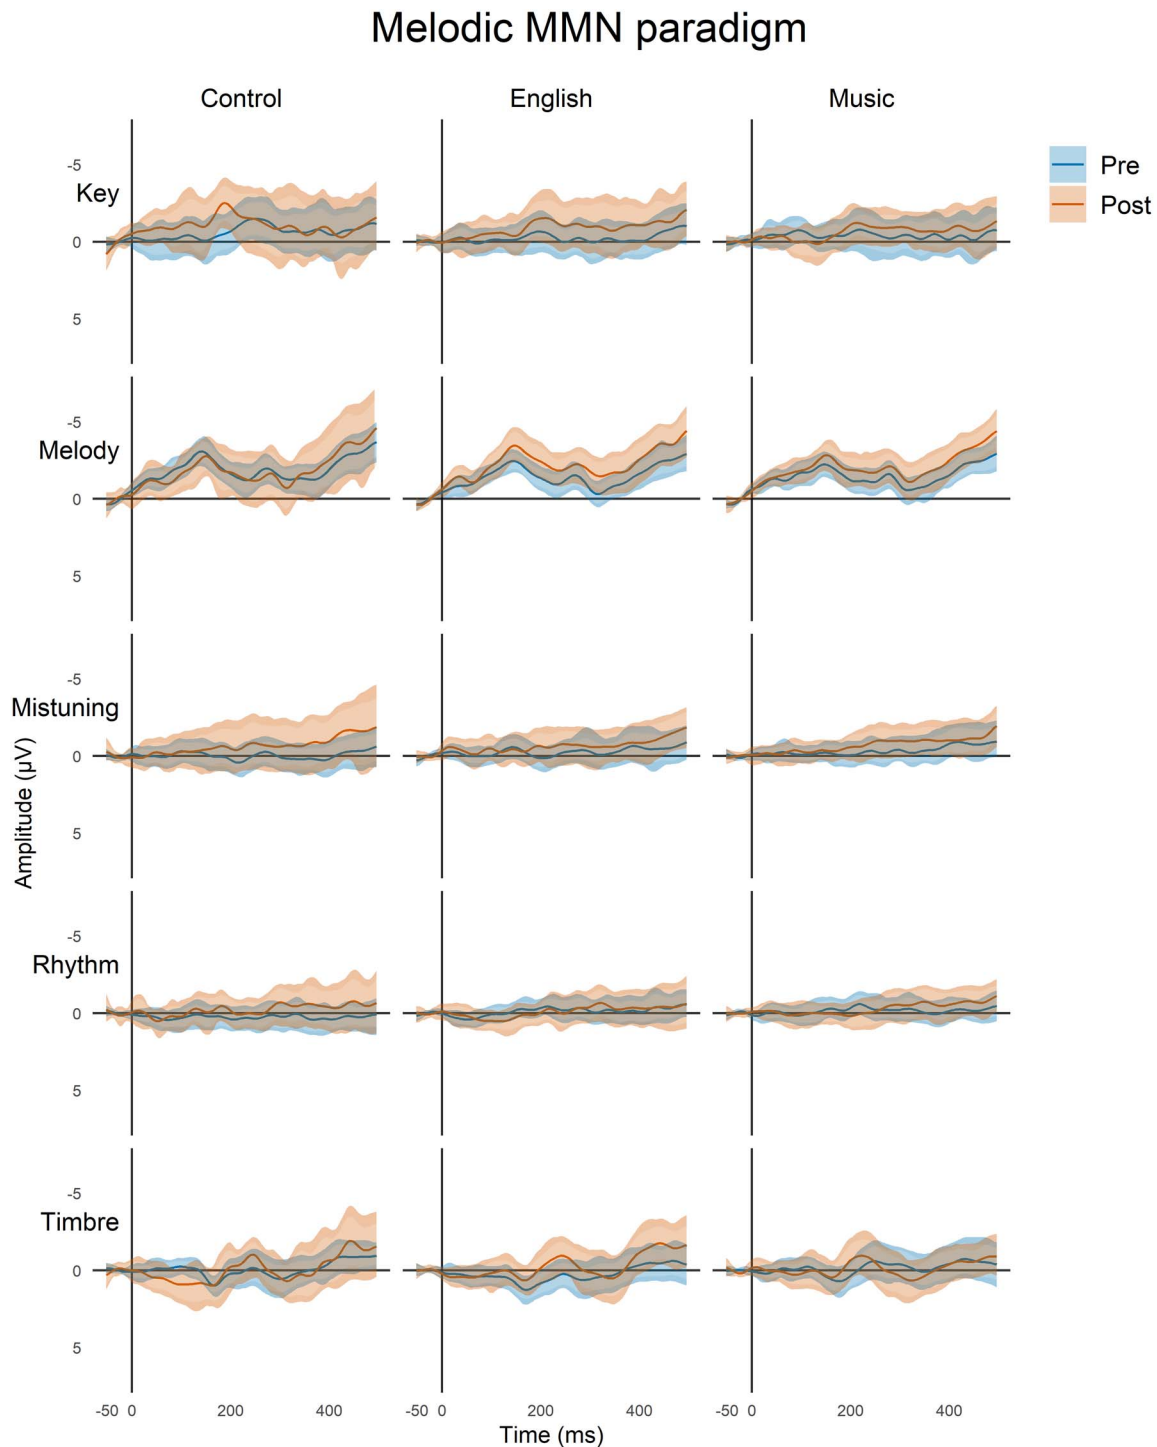 Melodic MMN paradigm
Control English Music
Pre
Post
Key
-5
0
5
Melody
-5
0
5
Mistuning
-5
0
5
Rhythm
-5
0
5
Timbre
-5
0
5
Amplitude (µV)
-50 0 200 400 -50 0 200 400 -50 0 200 400
Time (ms)